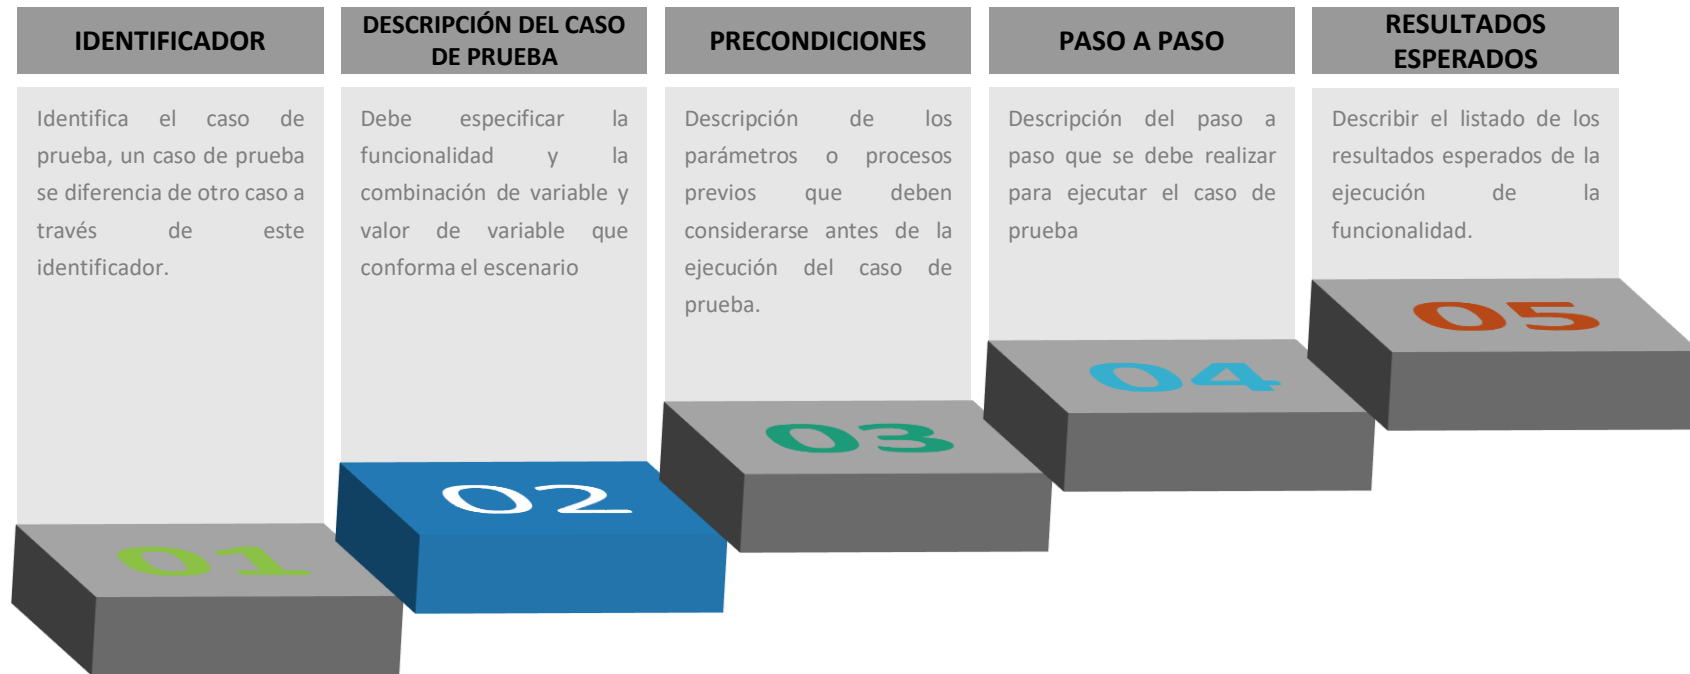 IDENTIFICADOR
Identifica el caso de
prueba, un caso de prueba
se diferencia de otro caso a
través de este
identificador.
01
DESCRIPCIÓN DEL CASO
DE PRUEBA
Debe especificar la
funcionalidad y la
combinación de variable y
valor de variable que
conforma el escenario
02
PRECONDICIONES
Descripción de los
parámetros o procesos
previos que deben
considerarse antes de la
ejecución del caso de
prueba.
03
PASO A PASO
Descripción del paso a
paso que se debe realizar
para ejecutar el caso de
prueba
04
RESULTADOS
ESPERADOS
Describir el listado de los
resultados esperados de la
ejecución de la
funcionalidad.
05